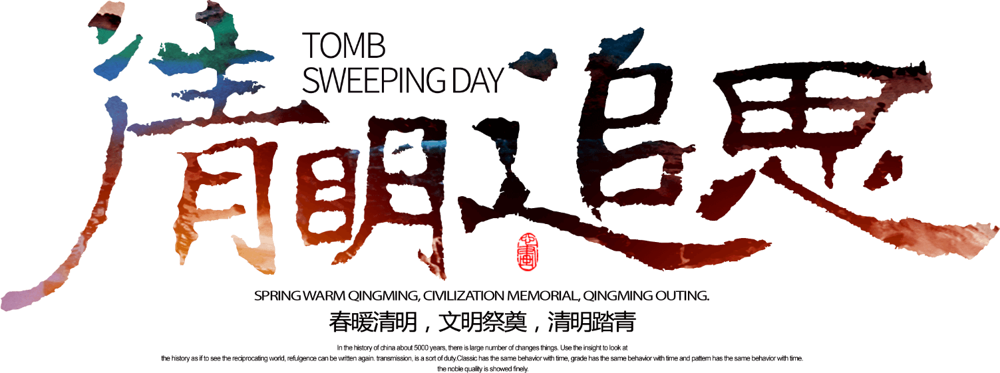 清明追思
TOMB
SWEEPING DAY
SPRING WARM QINGMING, CIVILIZATION MEMORIAL, QINGMING OUTING.
春暖清明，文明祭奠，清明踏青
In the history of china about 5000 years, there is large number of changes things. Use the insight to look at
the history as if to see the reciprocating world, refulgence can be written again. transmission, is a sort of duty.Classic has the same behavior with time, grade has the same behavior with time and pattern has the same behavior with time.
the noble quality is showed finely.